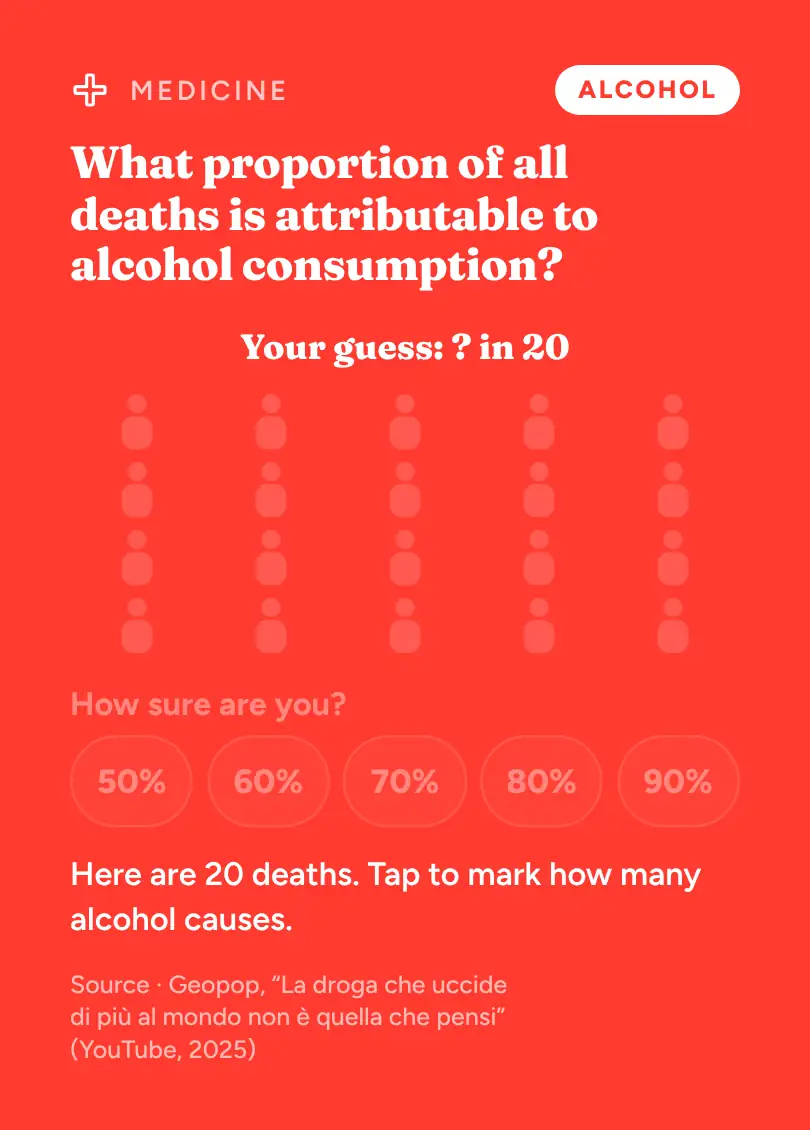 MEDICINE
ALCOHOL
What proportion of all
deaths is attributable to
alcohol consumption?
Your guess: ? in 20
How sure are you?
50% 60% 70% 80% 90%
Here are 20 deaths. Tap to mark how many
alcohol causes.
Source · Geopop, “La droga che uccide
di più al mondo non è quella che pensi”
(YouTube, 2025)